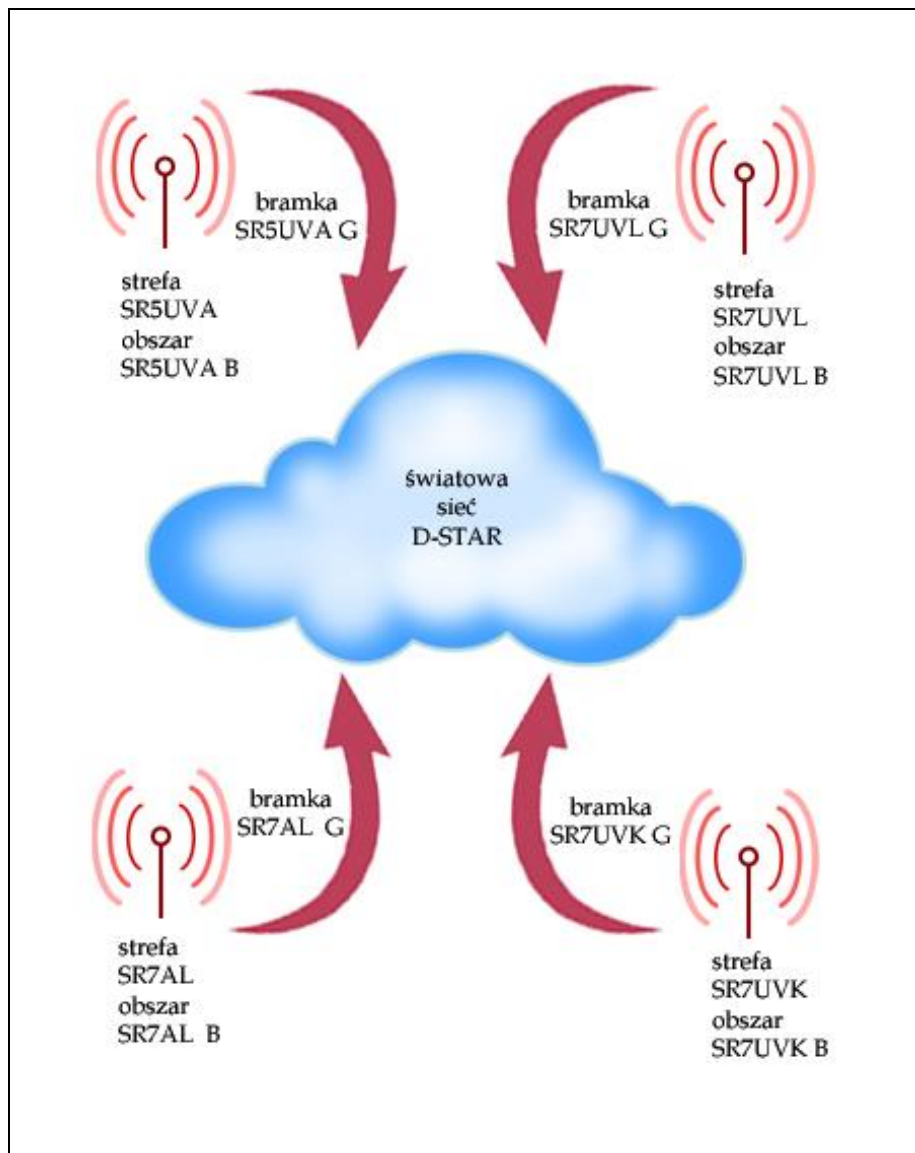 bramka
SR5UVA G
strefa
SR5UVA
obszar
SR5UVA B
bramka
SR7UVL G
strefa
SR7UVL
obszar
SR7UVL B
światowa
sieć
D-STAR
bramka
SR7AL G
strefa
SR7AL
obszar
SR7AL B
bramka
SR7UVK G
strefa
SR7UVK
obszar
SR7UVK B